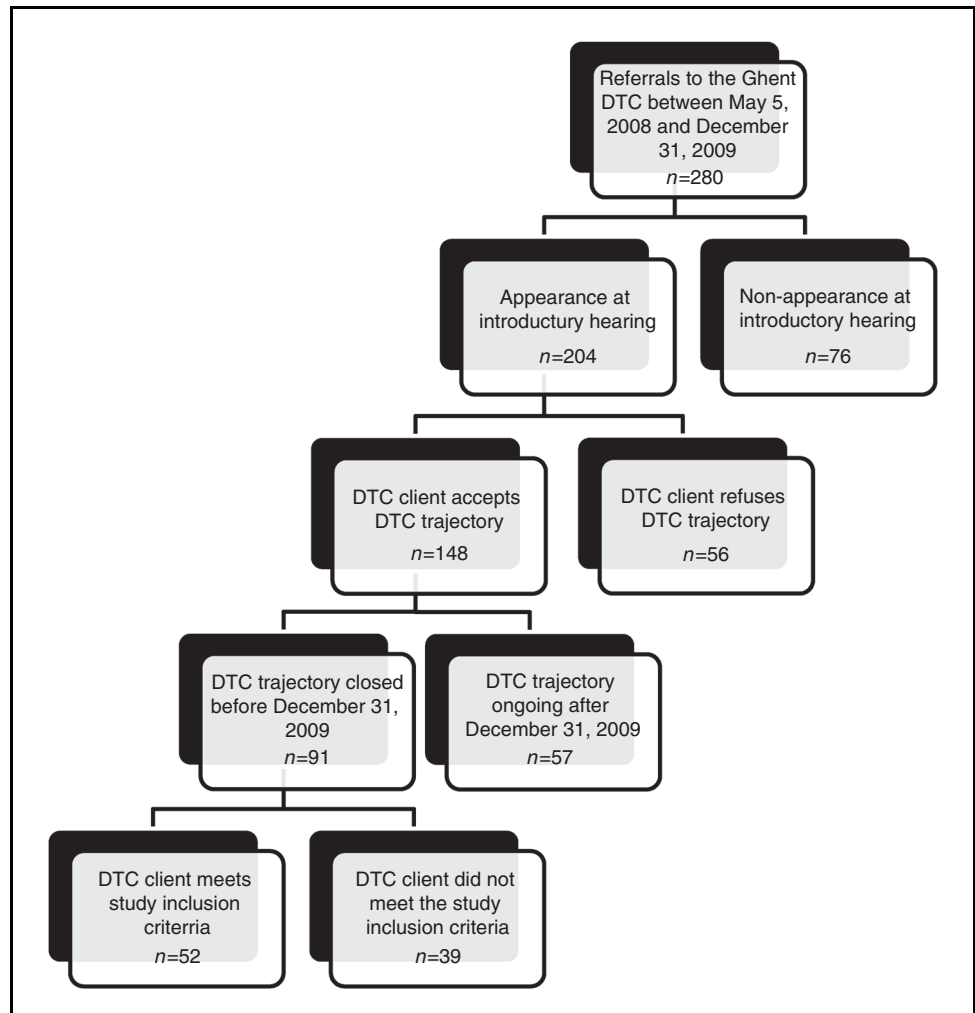 Referrals to the Ghent
DTC between May 5,
2008 and December
31, 2009
n=280
Appearance at
introductury hearing
n=204
Non-appearance at
introductory hearing
n=76
DTC client accepts
DTC trajectory
n=148
DTC client refuses
DTC trajectory
n=56
DTC trajectory closed
before December 31,
2009
n=91
DTC trajectory
ongoing after
December 31, 2009
n=57
DTC client meets
study inclusion
criterria
n=52
DTC client did not
meet the study
inclusion criteria
n=39